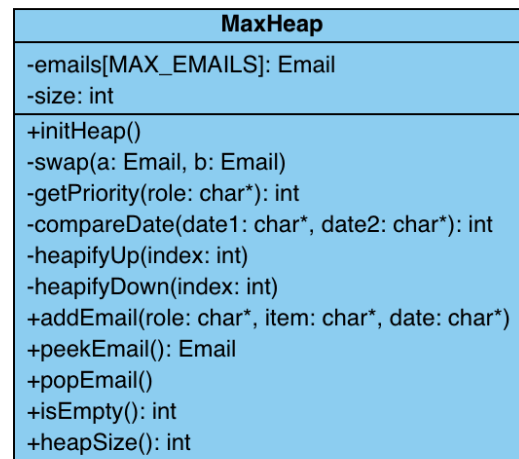 MaxHeap
-emails[MAX_EMAILS]: Email
-size: int
+initHeap()
-swap(a: Email, b: Email)
-getPriority(role: char*): int
-compareDate(date1: char*, date2: char*): int
-heapifyUp(index: int)
-heapifyDown(index: int)
+addEmail(role: char*, item: char*, date: char*)
+peekEmail(): Email
+popEmail()
+isEmpty(): int
+heapSize(): int